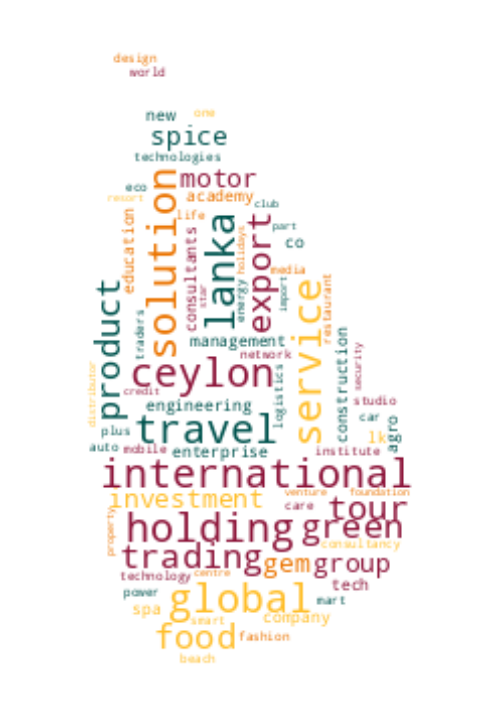 design
world
new
one
spice
technologies
motor
eco
academy
resort
club
solution
life
education
lanka
export
part
co
consultants
holidays
media
star
energy
import
restaurant
product
service
traders
management
network
construction
security
ceylon
distributor
credit
logistics
studio
engineering
car
travel
plus
lk
agro
auto
mobile
enterprise
institute
international
investment
venture
foundation
care
tour
holding
green
property
consultancy
trading
gem
group
technology
centre
tech
power
global
mart
spa
smart
company
food
fashion
beach